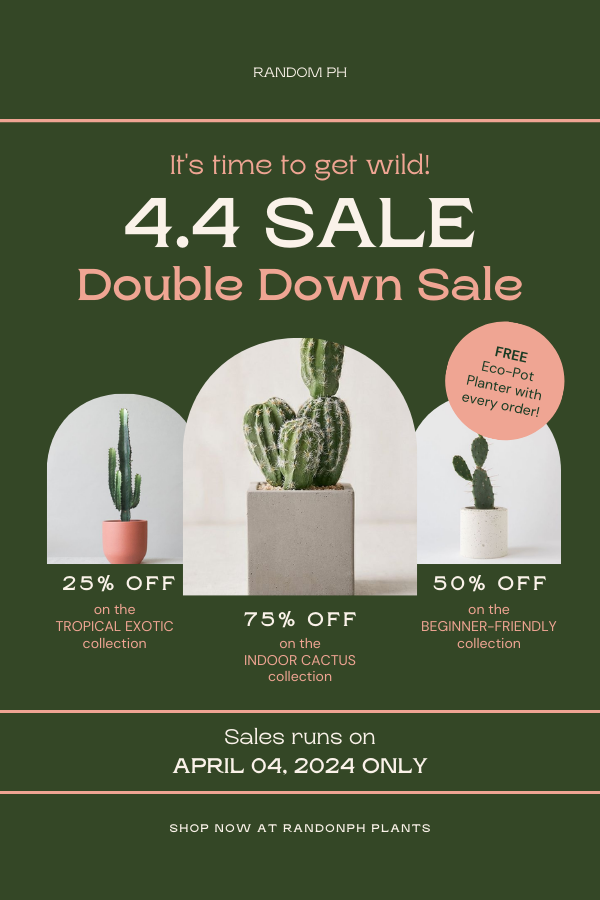 RANDOM PH
It's time to get wild!
4.4 SALE
Double Down Sale
FREE
Eco-Pot
Planter with
every order!
25% OFF
on the
TROPICAL EXOTIC
collection
75% OFF
on the
INDOOR CACTUS
collection
50% OFF
on the
BEGINNER-FRIENDLY
collection
Sales runs on
APRIL 04, 2024 ONLY
SHOP NOW AT RANDONPH PLANTS